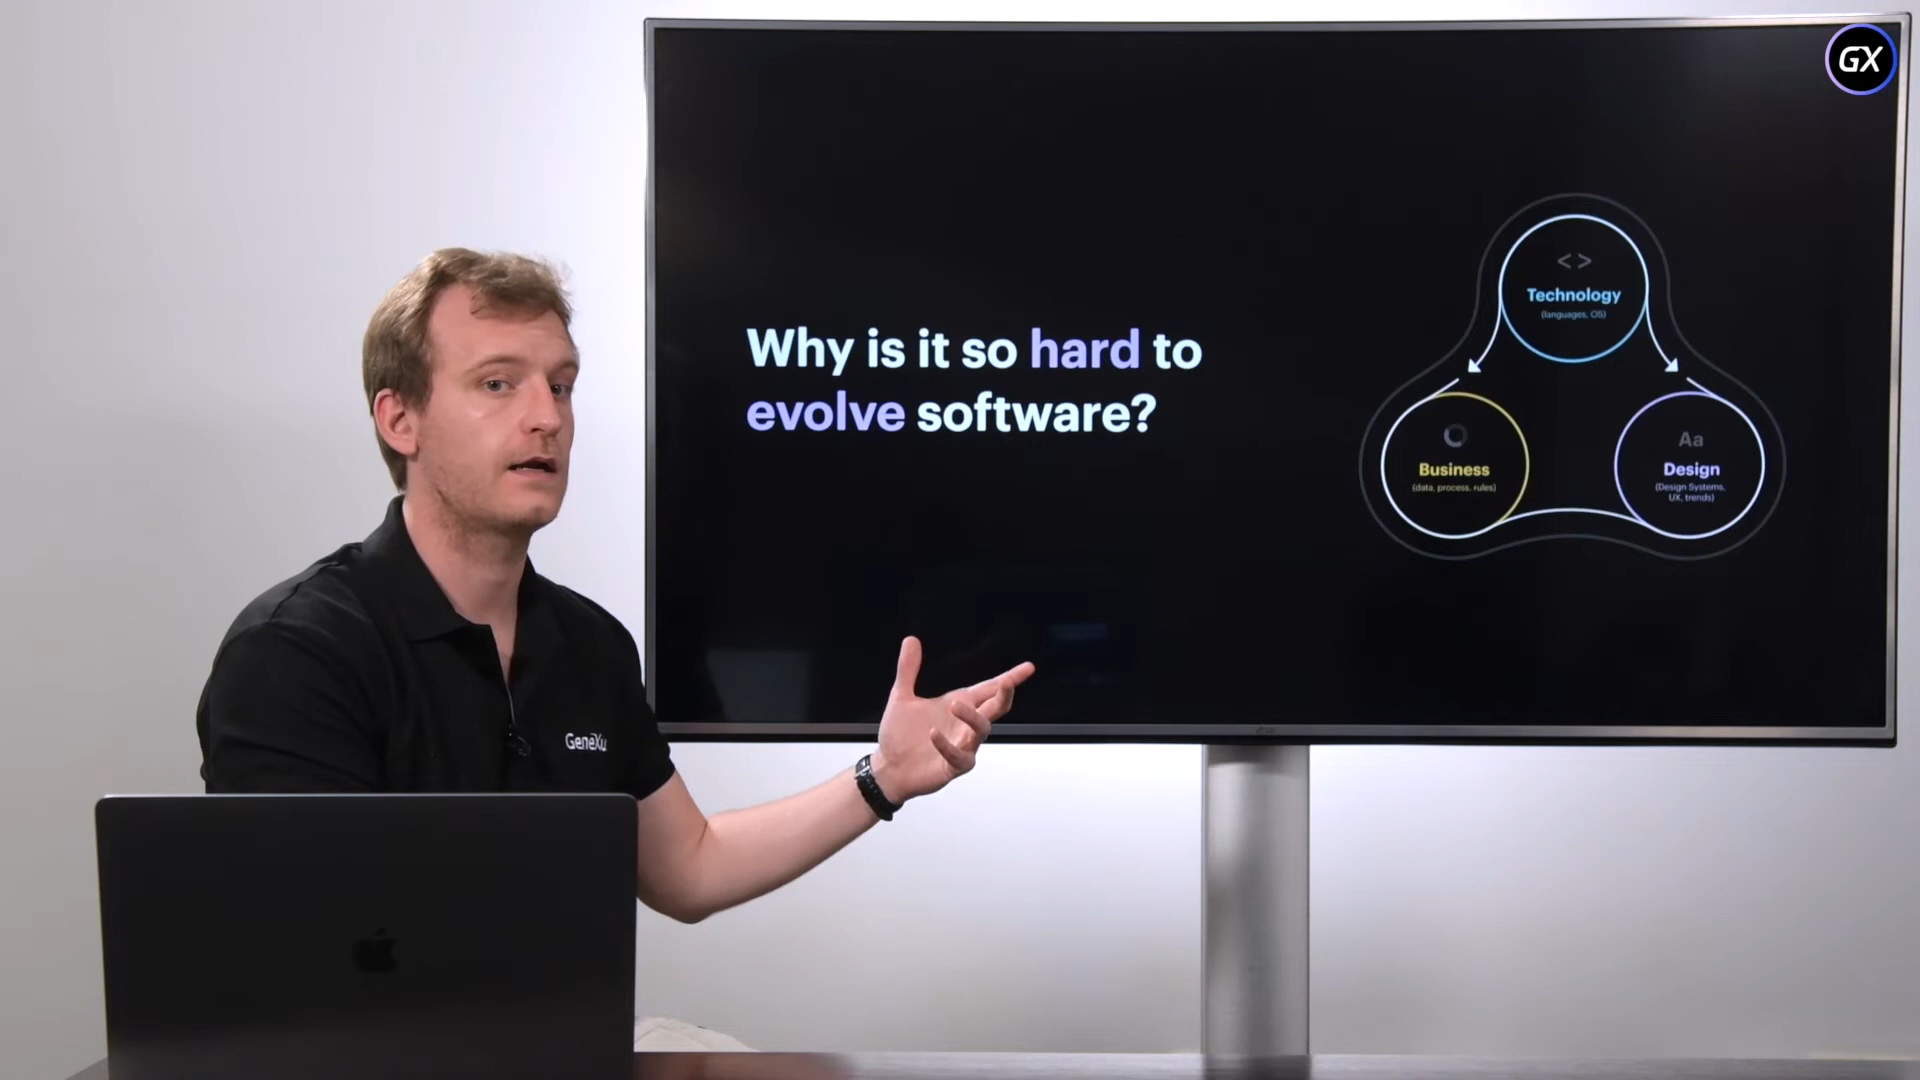 GX
Why is it so hard to
evolve software?
< >
Technology
(languages, OS)
Business
(data, process, rules)
Aa
Design
(Design Systems,
UX, trends)
GeneXu